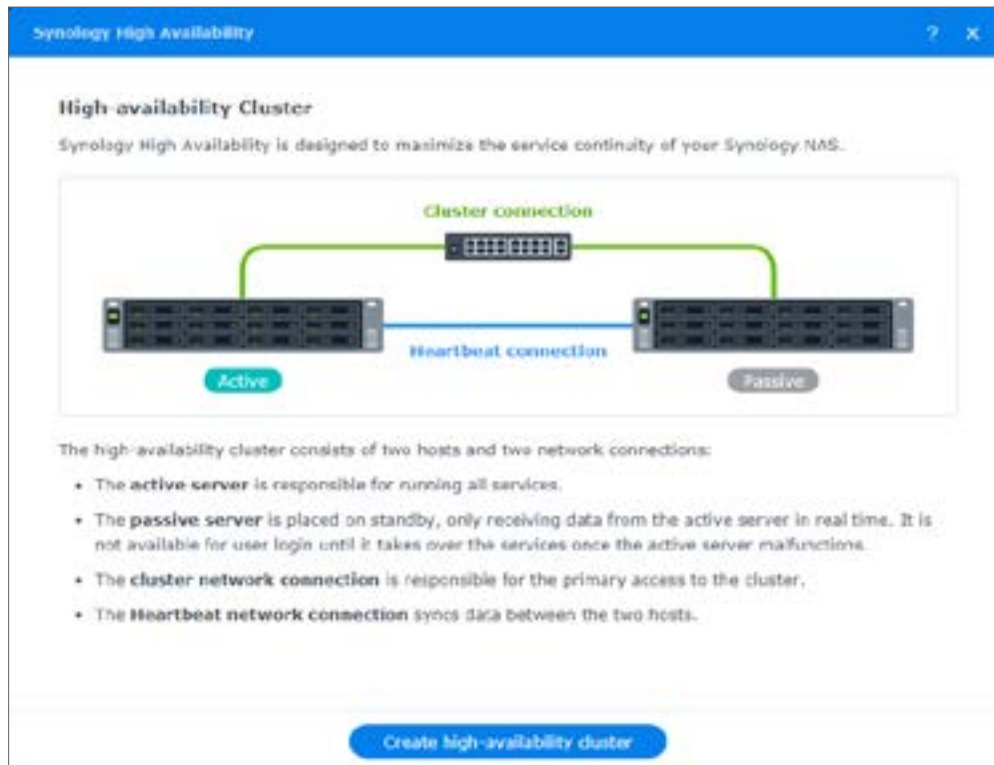 Synology High Availability ? ×
High-availability Cluster
Synology High Availability is designed to maximize the service continuity of your Synology NAS.
Cluster connection
Heartbeat connection
Active
Passive
The high-availability cluster consists of two hosts and two network connections:
• The active server is responsible for running all services.
• The passive server is placed on standby, only receiving data from the active server in real time. It is
not available for user login until it takes over the services once the active server malfunctions.
• The cluster network connection is responsible for the primary access to the cluster.
• The Heartbeat network connection syncs data between the two hosts.
Create high-availability cluster